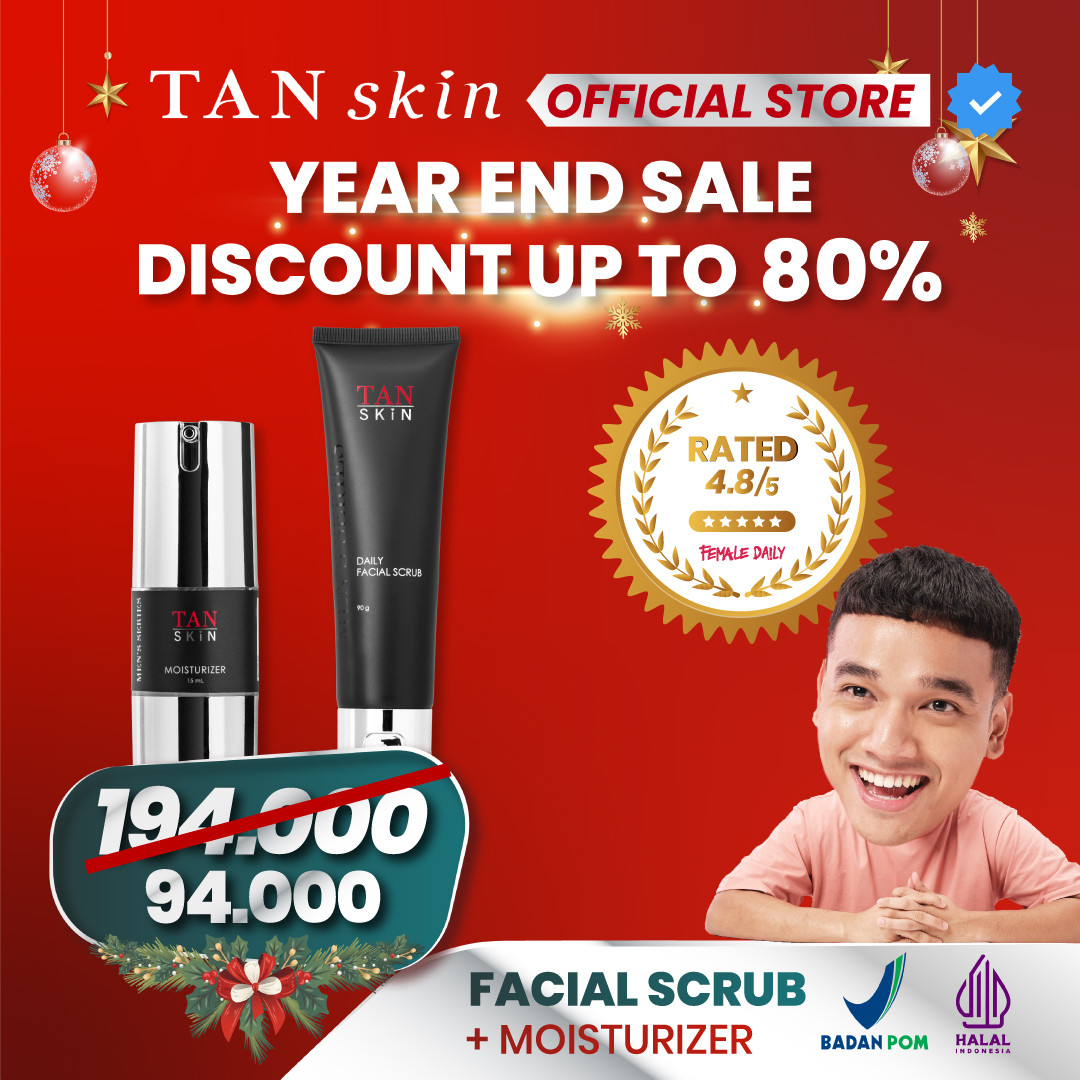 TAN skin OFFICIAL STORE
YEAR END SALE
DISCOUNT UP TO 80%
TAN
SKiN
DAILY
FACIAL SCRUB
90 g
MEN'S SERIES
TAN
SKiN
MOISTURIZER
15 mL
RATED
4.8/5
FEMALE DAILY
194.000
94.000
FACIAL SCRUB
+ MOISTURIZER
BADAN POM
HALAL
INDONESIA